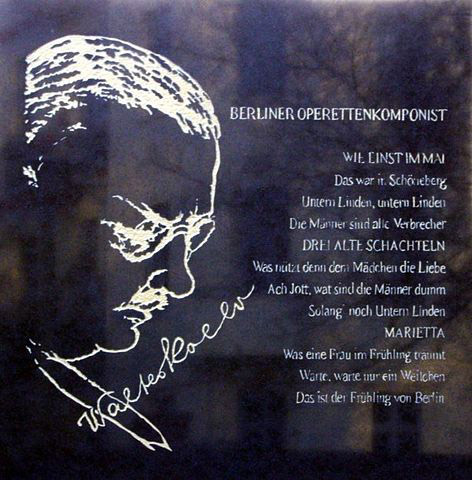 BERLINER OPERETTENKOMPONIST
WIE EINST IM MAI
Das war in Schöneberg
Untern Linden, untern Linden
Die Männer sind alle Verbrecher
DREI ALTE SCHACHTELN
Was nützt denn dem Mädchen die Liebe
Ach Jott, wat sind die Männer dumm
Solang' noch Untern Linden
MARIETTA
Was eine Frau im Frühling träumt
Warte, warte nur ein Weilchen
Das ist der Frühling von Berlin
Walter Kollo